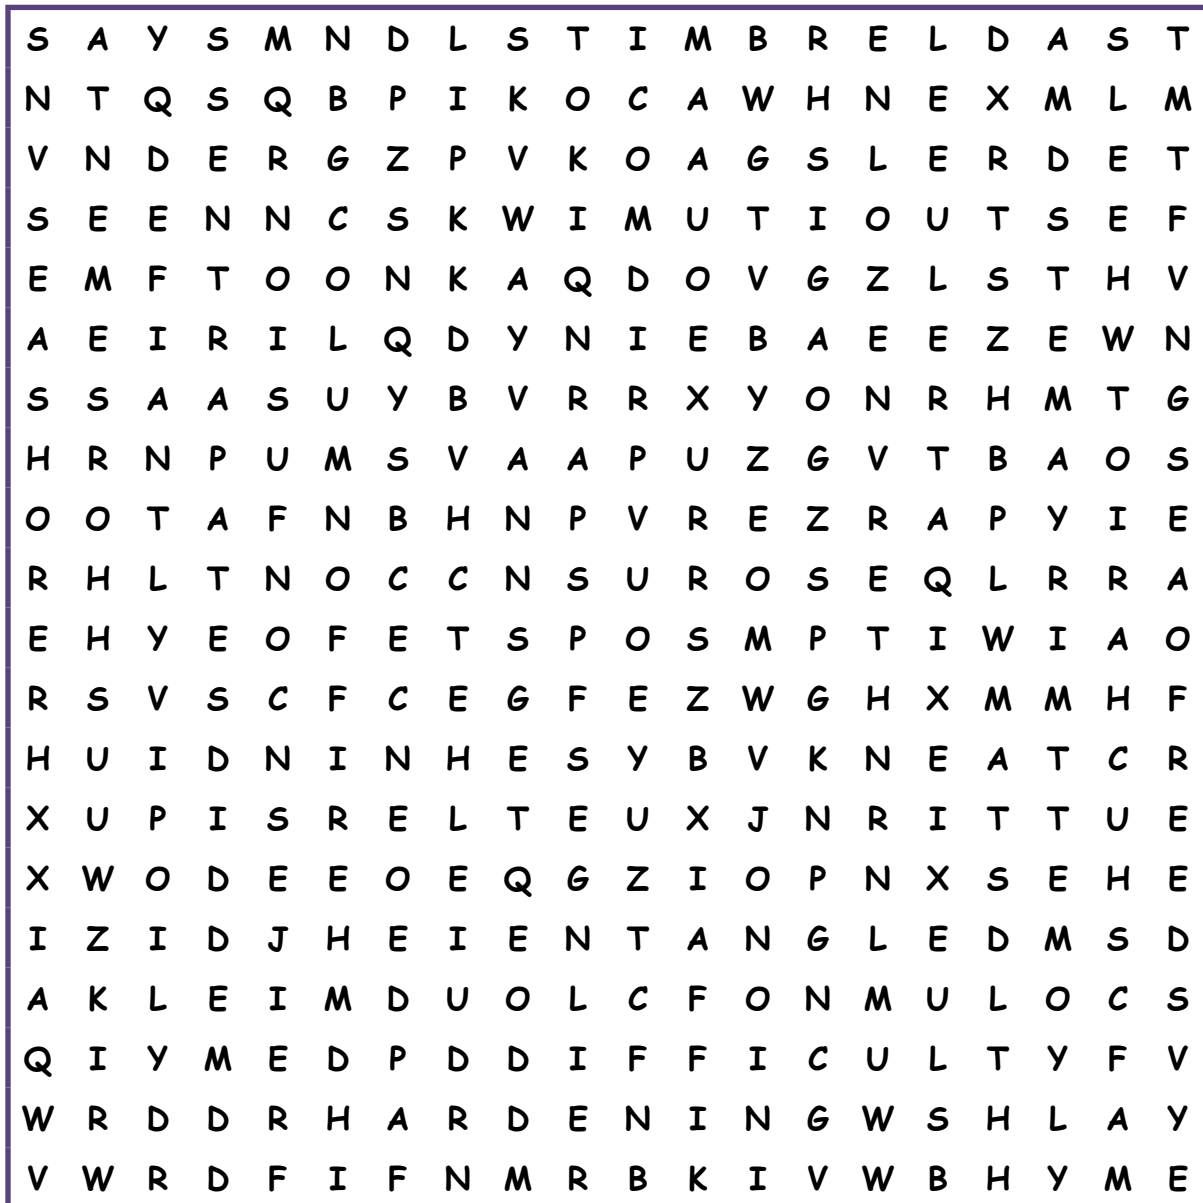 S A Y S M N D L S T I M B R E L D A S T
N T Q S Q B P I K O C A W H N E X M L M
V N D E R G Z P V K O A G S L E R D E T
S E E N N C S K W I M U T I O U T S E F
E M F T O O N K A Q D O V G Z L S T H V
A E I R I L Q D Y N I E B A E E Z E W N
S S A A S U Y B V R R X Y O N R H M T G
H R N P U M S V A A P U Z G V T B A O S
O O T A F N B H N P V R E Z R A P Y I E
R H L T N O C C N S U R O S E Q L R R A
E H Y E O F E T S P O S M P T I W I A O
R S V S C F C E G F E Z W G H X M M H F
H U I D N I N H E S Y B V K N E A T C R
X U P I S R E L T E U X J N R I T T U E
X W O D E E O E Q G Z I O P N X S E H E
I Z I D J H E I E N T A N G L E D M S D
A K L E I M D U O L C F O N M U L O C S
Q I Y M E D P D D I F F I C U L T Y F V
W R D D R H A R D E N I N G W S H L A Y
V W R D F I F N M R B K I V W B H Y M E